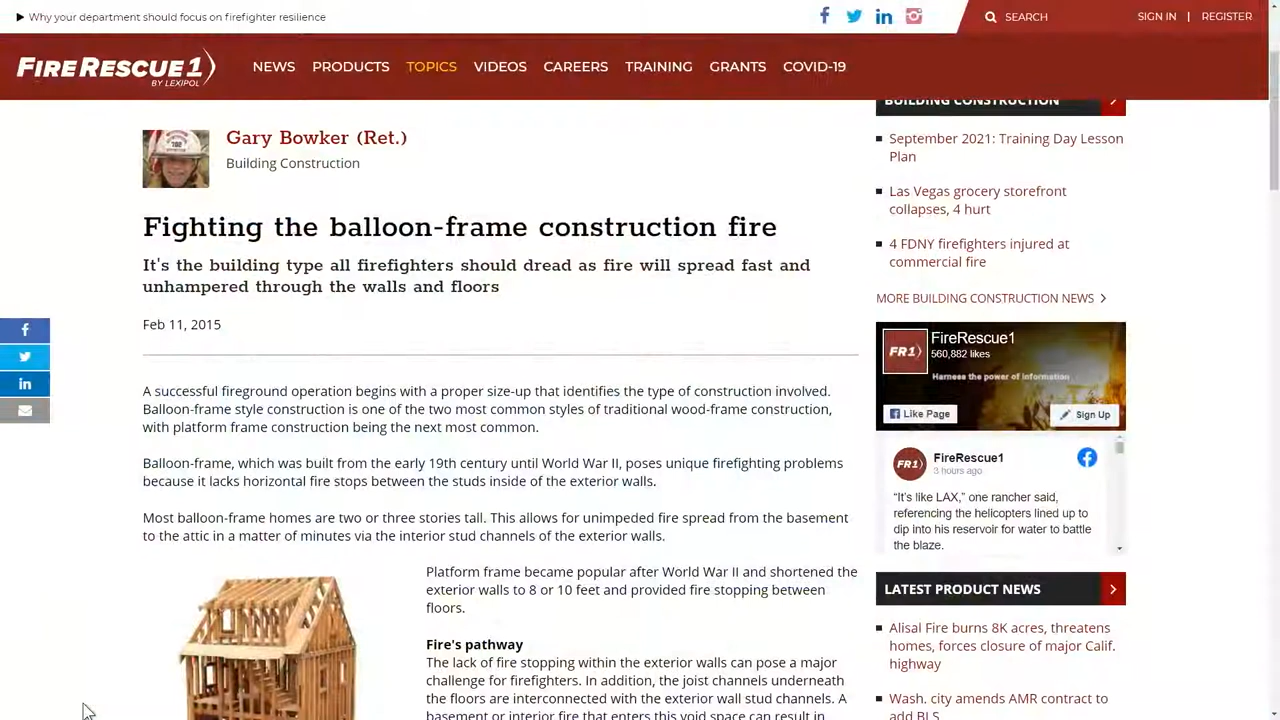 Why your department should focus on firefighter resilience
SEARCH
SIGN IN | REGISTER
FIRERESCUE1
BY LEXIPOL
NEWS PRODUCTS TOPICS VIDEOS CAREERS TRAINING GRANTS COVID-19
Gary Bowker (Ret.)
Building Construction
Fighting the balloon-frame construction fire
It's the building type all firefighters should dread as fire will spread fast and
unhampered through the walls and floors
Feb 11, 2015
A successful fireground operation begins with a proper size-up that identifies the type of construction involved.
Balloon-frame style construction is one of the two most common styles of traditional wood-frame construction,
with platform frame construction being the next most common.
Balloon-frame, which was built from the early 19th century until World War II, poses unique firefighting problems
because it lacks horizontal fire stops between the studs inside of the exterior walls.
Most balloon-frame homes are two or three stories tall. This allows for unimpeded fire spread from the basement
to the attic in a matter of minutes via the interior stud channels of the exterior walls.
Platform frame became popular after World War II and shortened the
exterior walls to 8 or 10 feet and provided fire stopping between
floors.
Fire's pathway
The lack of fire stopping within the exterior walls can pose a major
challenge for firefighters. In addition, the joist channels underneath
the floors are interconnected with the exterior wall stud channels. A
basement or interior fire that enters this void space can result in
BUILDING CONSTRUCTION
September 2021: Training Day Lesson
Plan
Las Vegas grocery storefront
collapses, 4 hurt
4 FDNY firefighters injured at
commercial fire
MORE BUILDING CONSTRUCTION NEWS
FR1
FireRescue1
560,882 likes
Harness the power of information
Like Page
Sign Up
FR1
FireRescue1
3 hours ago
“It’s like LAX,” one rancher said,
referencing the helicopters lined up to
dip into his reservoir for water to battle
the blaze.
LATEST PRODUCT NEWS
Alisal Fire burns 8K acres, threatens
homes, forces closure of major Calif.
highway
Wash. city amends AMR contract to
add BLS